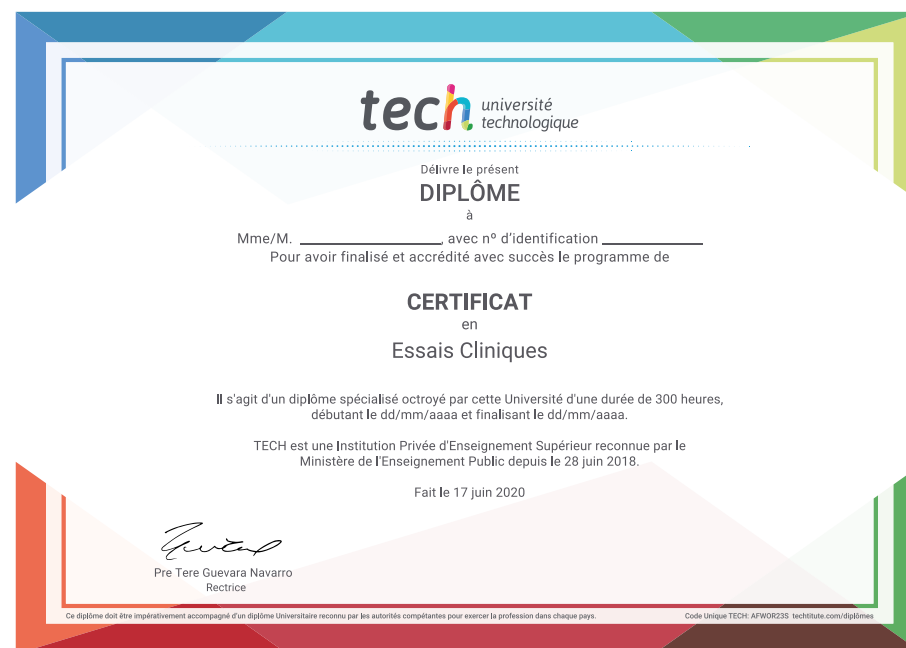 tech université
technologique
Délivre le présent
DIPLÔME
à
Mme/M. ____________________, avec nº d'identification ______________
Pour avoir finalisé et accrédité avec succès le programme de
CERTIFICAT
en
Essais Cliniques
Il s'agit d'un diplôme spécialisé octroyé par cette Université d'une durée de 300 heures,
débutant le dd/mm/aaaa et finalisant le dd/mm/aaaa.
TECH est une Institution Privée d'Enseignement Supérieur reconnue par le
Ministère de l'Enseignement Public depuis le 28 juin 2018.
Fait le 17 juin 2020
Pre Tere Guevara Navarro
Rectrice
Ce diplôme doit être impérativement accompagné d'un diplôme Universitaire reconnu par les autorités compétantes pour exercer la profession dans chaque pays.
Code Unique TECH: AFWOR23S techtitute.com/diplômes